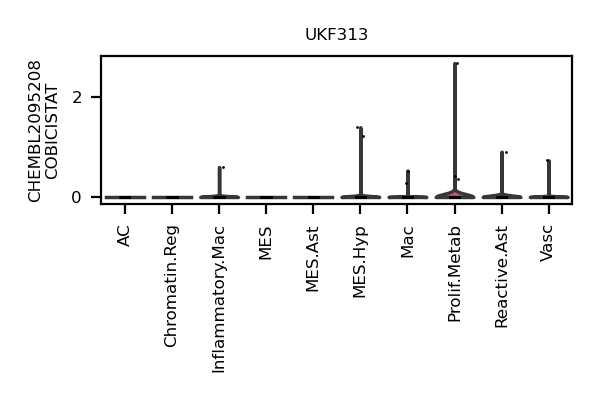 UKF313
CHEMBL2095208
COBICISTAT
2
0
AC
Chromatin.Reg
Inflammatory.Mac
MES
MES.Ast
MES.Hyp
Mac
Prolif.Metab
Reactive.Ast
Vasc